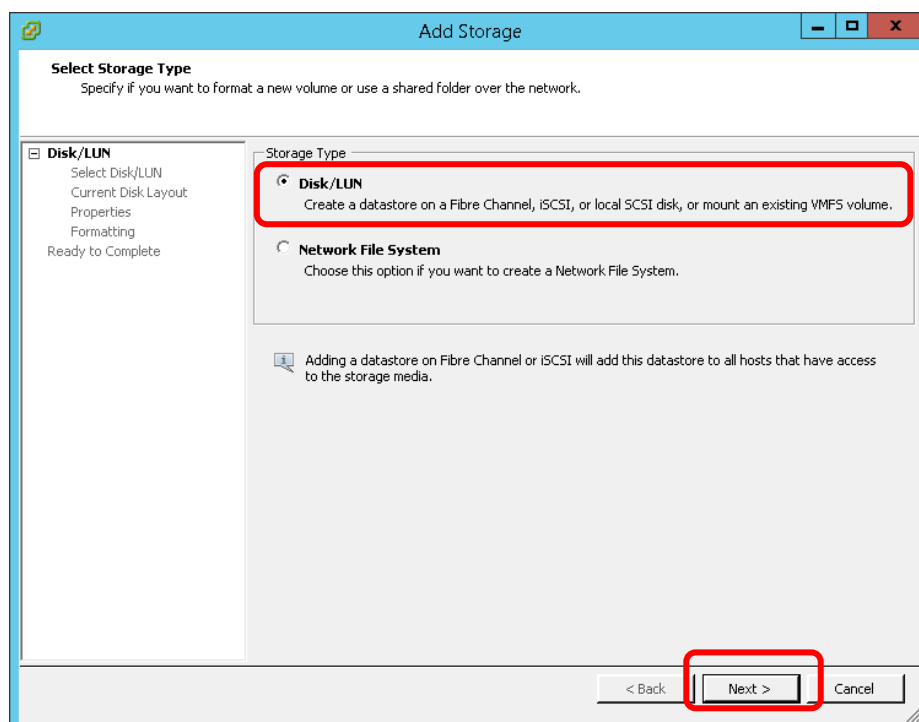 Add Storage
Select Storage Type
Specify if you want to format a new volume or use a shared folder over the network.
Disk/LUN
Select Disk/LUN
Current Disk Layout
Properties
Formatting
Ready to Complete
Storage Type
Disk/LUN
Create a datastore on a Fibre Channel, iSCSI, or local SCSI disk, or mount an existing VMFS volume.
Network File System
Choose this option if you want to create a Network File System.
Adding a datastore on Fibre Channel or iSCSI will add this datastore to all hosts that have access
to the storage media.
< Back
Next >
Cancel